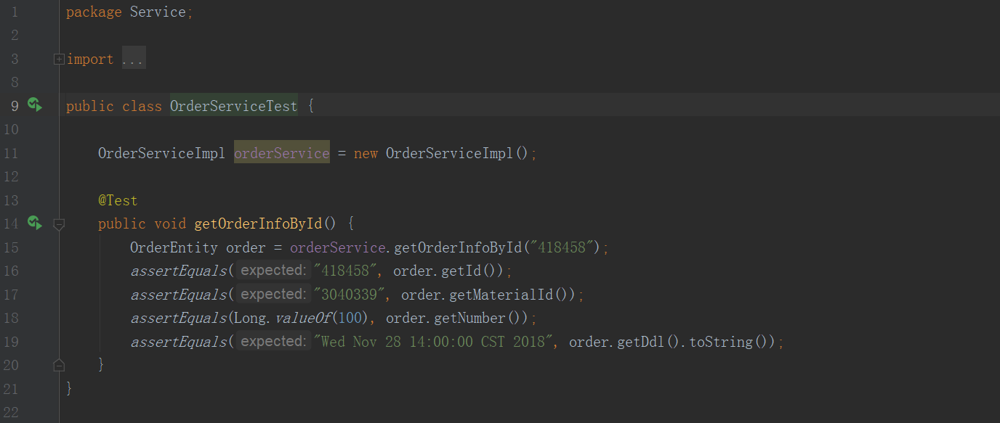 1 package Service;
2
3 import ...
8
9 public class OrderServiceTest {
10
11 OrderServiceImpl orderService = new OrderServiceImpl();
12
13 @Test
14 public void getOrderInfoById() {
15 OrderEntity order = orderService.getOrderInfoById("418458");
16 assertEquals( expected: "418458", order.getId());
17 assertEquals( expected: "3040339", order.getMaterialId());
18 assertEquals(Long.valueOf(100), order.getNumber());
19 assertEquals( expected: "Wed Nov 28 14:00:00 CST 2018", order.getDdl().toString());
20 }
21 }
22